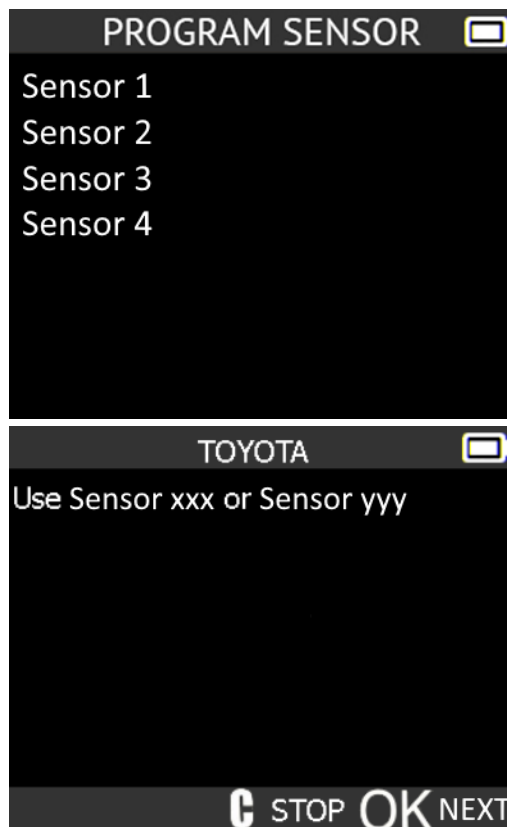 PROGRAM SENSOR
Sensor 1
Sensor 2
Sensor 3
Sensor 4
TOYOTA
Use Sensor xxx or Sensor yyy
C STOP OK NEXT